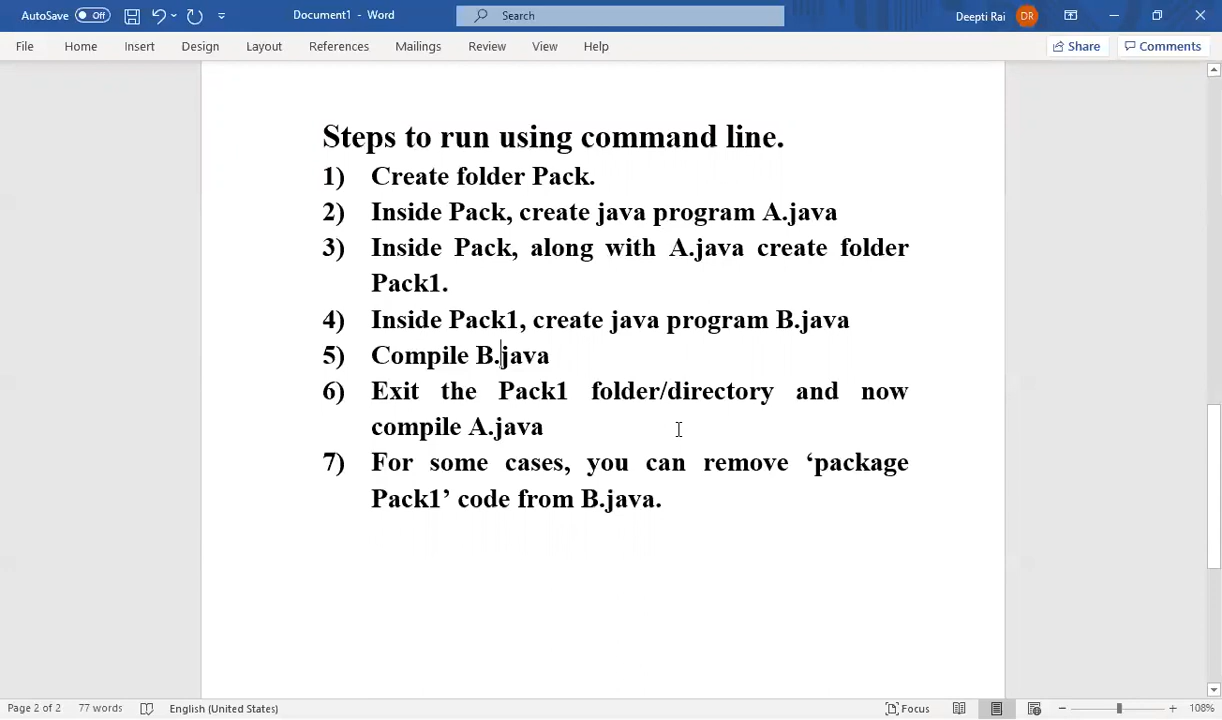 AutoSave Off Document1 - Word Search Deepti Rai DR
File Home Insert Design Layout References Mailings Review View Help Share Comments
Steps to run using command line.
1) Create folder Pack.
2) Inside Pack, create java program A.java
3) Inside Pack, along with A.java create folder
Pack1.
4) Inside Pack1, create java program B.java
5) Compile B.java
6) Exit the Pack1 folder/directory and now
compile A.java
7) For some cases, you can remove ‘package
Pack1’ code from B.java.
Page 2 of 2 77 words English (United States) Focus 108%